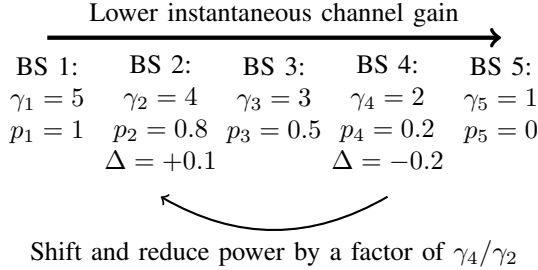 Lower instantaneous channel gain
BS 1: BS 2: BS 3: BS 4: BS 5:
γ₁ = 5 γ₂ = 4 γ₃ = 3 γ₄ = 2 γ₅ = 1
p₁ = 1 p₂ = 0.8 p₃ = 0.5 p₄ = 0.2 p₅ = 0
Δ = +0.1 Δ = −0.2
Shift and reduce power by a factor of γ₄/γ₂